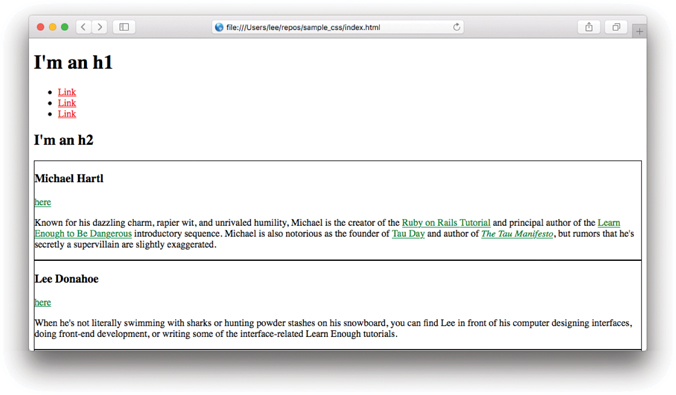 file:///Users/lee/repos/sample_css/index.html
I'm an h1
Link
Link
Link
I'm an h2
Michael Hartl
here
Known for his dazzling charm, rapier wit, and unrivaled humility, Michael is the creator of the Ruby on Rails Tutorial and principal author of the Learn
Enough to Be Dangerous introductory sequence. Michael is also notorious as the founder of Tau Day and author of The Tau Manifesto, but rumors that he's
secretly a supervillain are slightly exaggerated.
Lee Donahoe
here
When he's not literally swimming with sharks or hunting powder stashes on his snowboard, you can find Lee in front of his computer designing interfaces,
doing front-end development, or writing some of the interface-related Learn Enough tutorials.